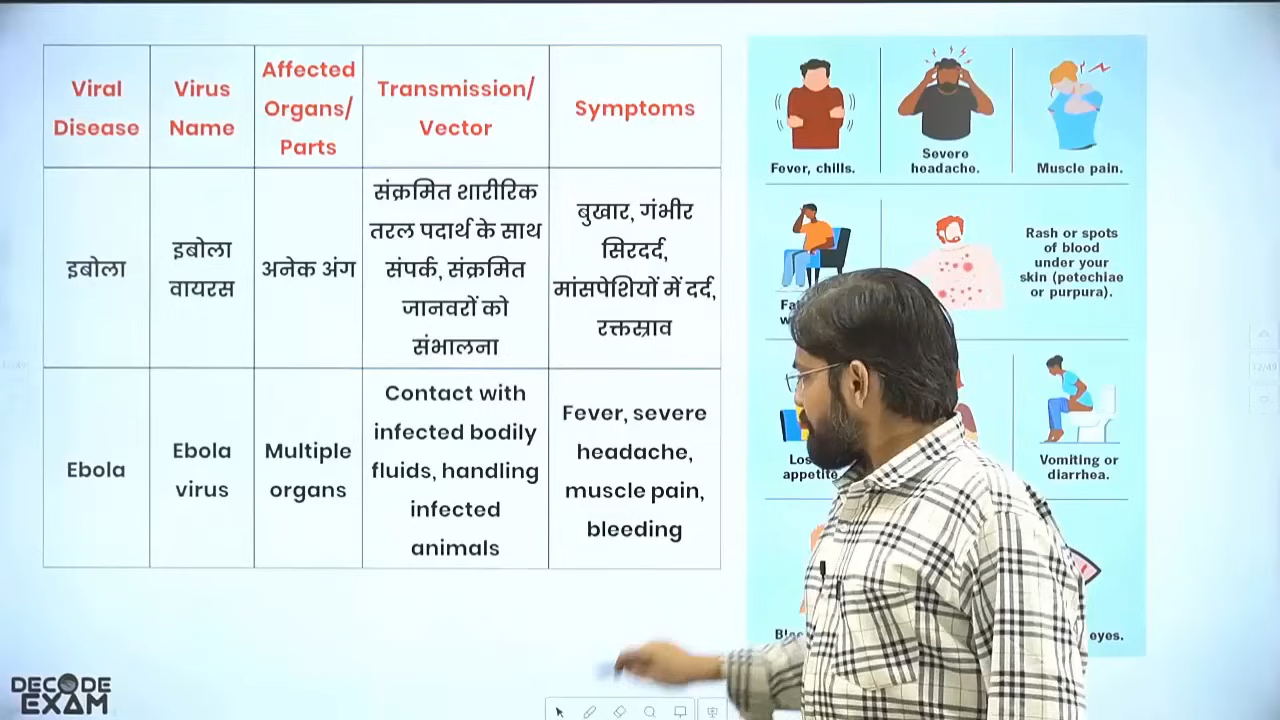 Viral
Disease
Virus
Name
Affected
Organs/
Parts
Transmission/
Vector
Symptoms
इबोला
इबोला
वायरस
अनेक अंग
संक्रमित शारीरिक
तरल पदार्थ के साथ
संपर्क, संक्रमित
जानवरों को
संभालना
बुखार, गंभीर
सिरदर्द,
मांसपेशियों में दर्द,
रक्तस्राव
Ebola
Ebola
virus
Multiple
organs
Contact with
infected bodily
fluids, handling
infected
animals
Fever, severe
headache,
muscle pain,
bleeding
Fever, chills.
Severe
headache.
Muscle pain.
Rash or spots
of blood
under your
skin (petechiae
or purpura).
appetite
Vomiting or
diarrhea.
eyes.
12/49
DECODE
EXAM